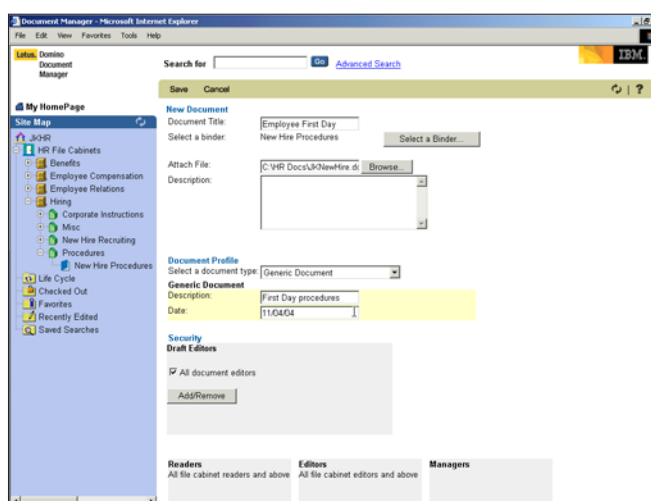 Document Manager - Microsoft Internet Explorer
File Edit View Favorites Tools Help
Lotus. Domino
Document
Manager
Search for Go Advanced Search
IBM.
Save Cancel
?
My HomePage
Site Map
JKHR
HR File Cabinets
Benefits
Employee Compensation
Employee Relations
Hiring
Corporate Instructions
Misc
New Hire Recruiting
Procedures
New Hire Procedures
Life Cycle
Checked Out
Favorites
Recently Edited
Saved Searches
New Document
Document Title: Employee First Day
Select a binder: New Hire Procedures Select a Binder...
Attach File: C:\HR Docs\JKNewHire.dc Browse...
Description:
Document Profile
Select a document type: Generic Document
Generic Document
Description: First Day procedures
Date: 11/04/04
Security
Draft Editors
All document editors
Add/Remove
Readers Editors Managers
All file cabinet readers and above All file cabinet editors and above